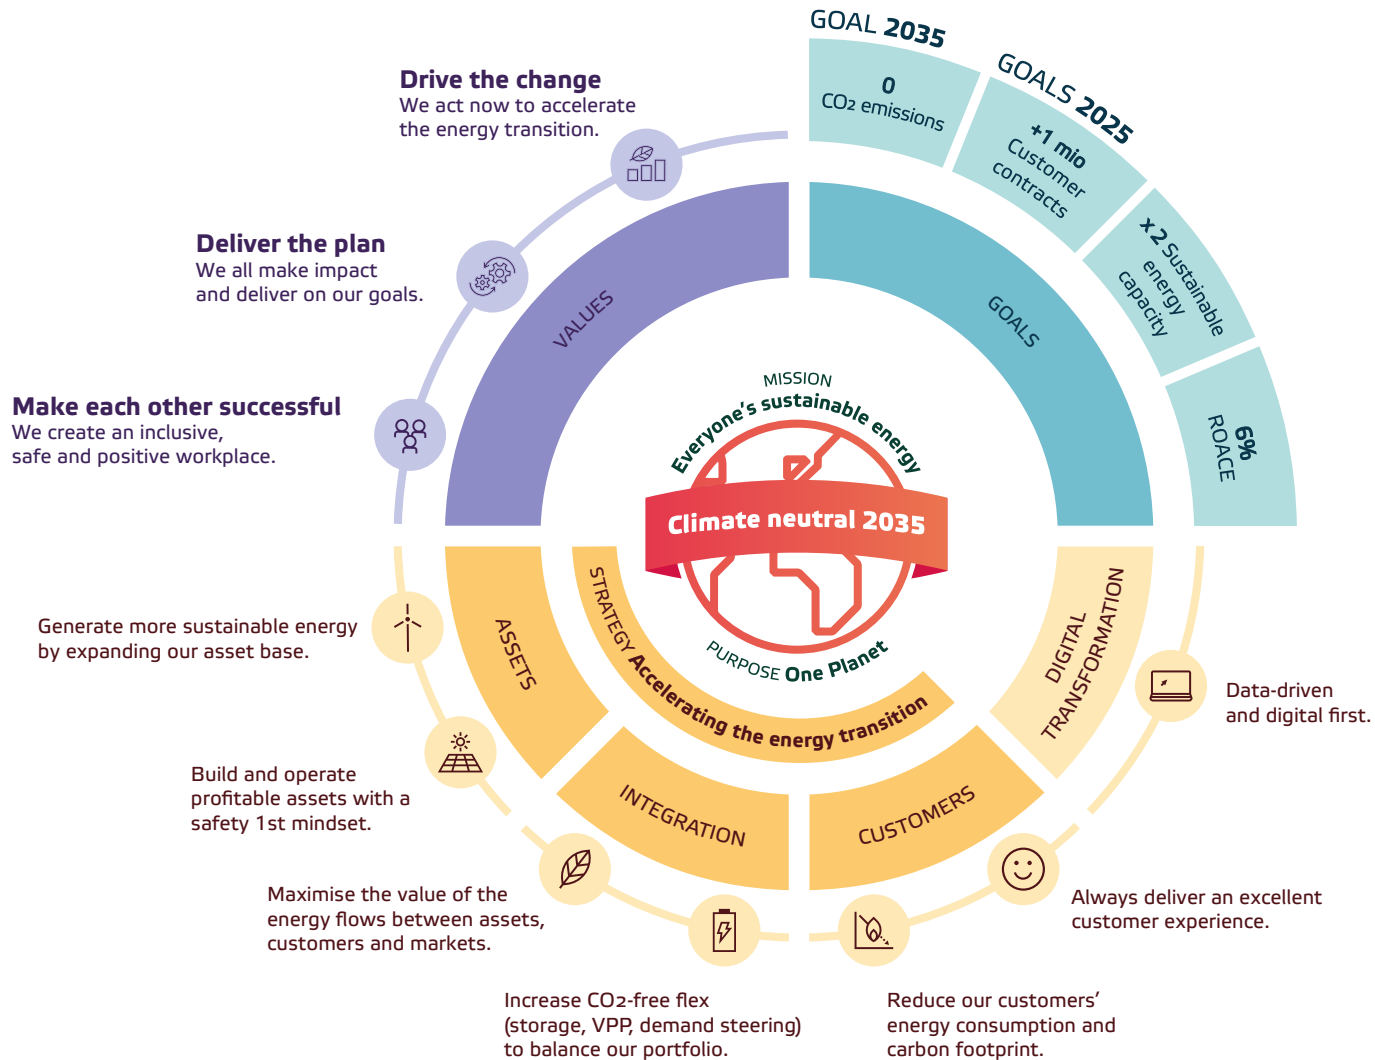 GOAL 2035
0
CO2 emissions
GOALS 2025
+1 mio
Customer
contracts
x2 Sustainable
energy
capacity
6%
ROACE
Drive the change
We act now to accelerate
the energy transition.
Deliver the plan
We all make impact
and deliver on our goals.
Make each other successful
We create an inclusive,
safe and positive workplace.
VALUES
GOALS
MISSION
Everyone's sustainable energy
Climate neutral 2035
PURPOSE One Planet
STRATEGY Accelerating the energy transition
ASSETS
INTEGRATION
CUSTOMERS
DIGITAL
TRANSFORMATION
Generate more sustainable energy
by expanding our asset base.
Build and operate
profitable assets with a
safety 1st mindset.
Maximise the value of the
energy flows between assets,
customers and markets.
Increase CO2-free flex
(storage, VPP, demand steering)
to balance our portfolio.
Reduce our customers'
energy consumption and
carbon footprint.
Always deliver an excellent
customer experience.
Data-driven
and digital first.